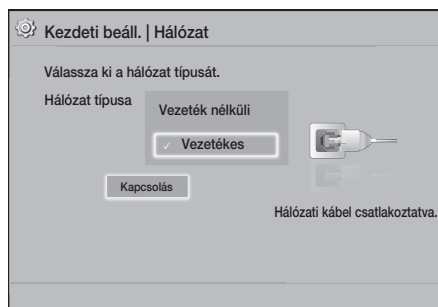 Kezdeti beáll. | Hálózat
Válassza ki a hálózat típusát.
Hálózat típusa
Vezeték nélküli
✓ Vezetékes
Kapcsolás
Hálózati kábel csatlakoztatva.